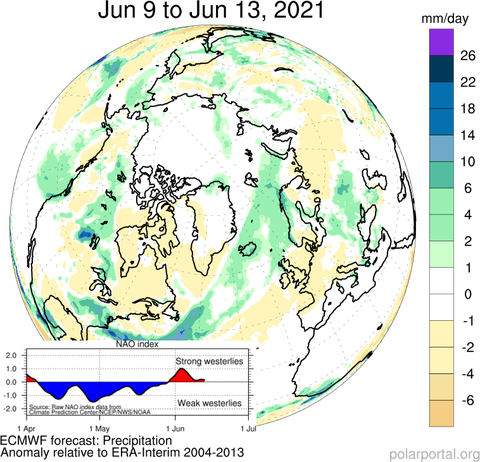 Jun 9 to Jun 13, 2021
mm/day
26
22
18
14
10
6
4
2
1
0
-1
-2
-4
-6
NAO index
2.0
1.0
0.0
-1.0
-2.0
Strong westerlies
Weak westerlies
Source: Raw NAO index data from
Climate Prediction Center/NCEP/NWS/NOAA
1 Apr
1 May
1 Jun
1 Jul
ECMWF forecast: Precipitation
Anomaly relative to ERA-Interim 2004-2013
polarportal.org